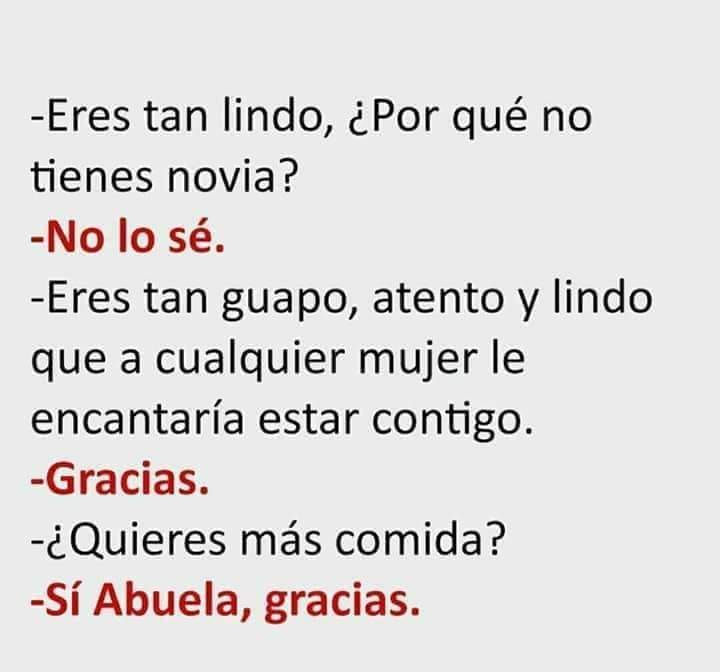 -Eres tan lindo, ¿Por qué no
tienes novia?
-No lo sé.
-Eres tan guapo, atento y lindo
que a cualquier mujer le
encantaría estar contigo.
-Gracias.
-¿Quieres más comida?
-Sí Abuela, gracias.